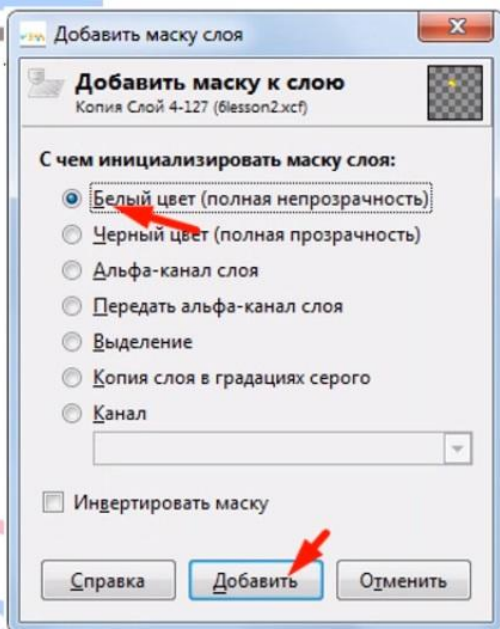 Добавить маску слоя
Добавить маску к слою
Копия Слой 4-127 (6lesson2.xcf)
С чем инициализировать маску слоя:
Белый цвет (полная непрозрачность)
Черный цвет (полная прозрачность)
Альфа-канал слоя
Передать альфа-канал слоя
Выделение
Копия слоя в градациях серого
Канал
Инвертировать маску
Справка Добавить Отменить